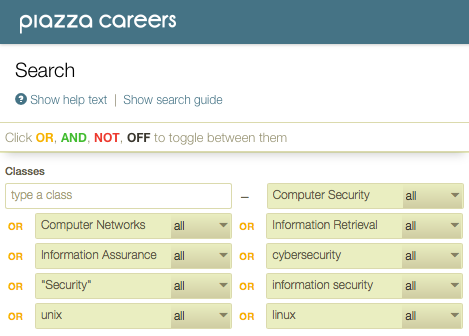 piazza careers
Search
? Show help text | Show search guide
Click OR, AND, NOT, OFF to toggle between them
Classes
type a class – Computer Security all
OR Computer Networks all OR Information Retrieval all
OR Information Assurance all OR cybersecurity all
OR "Security" all OR information security all
OR unix all OR linux all